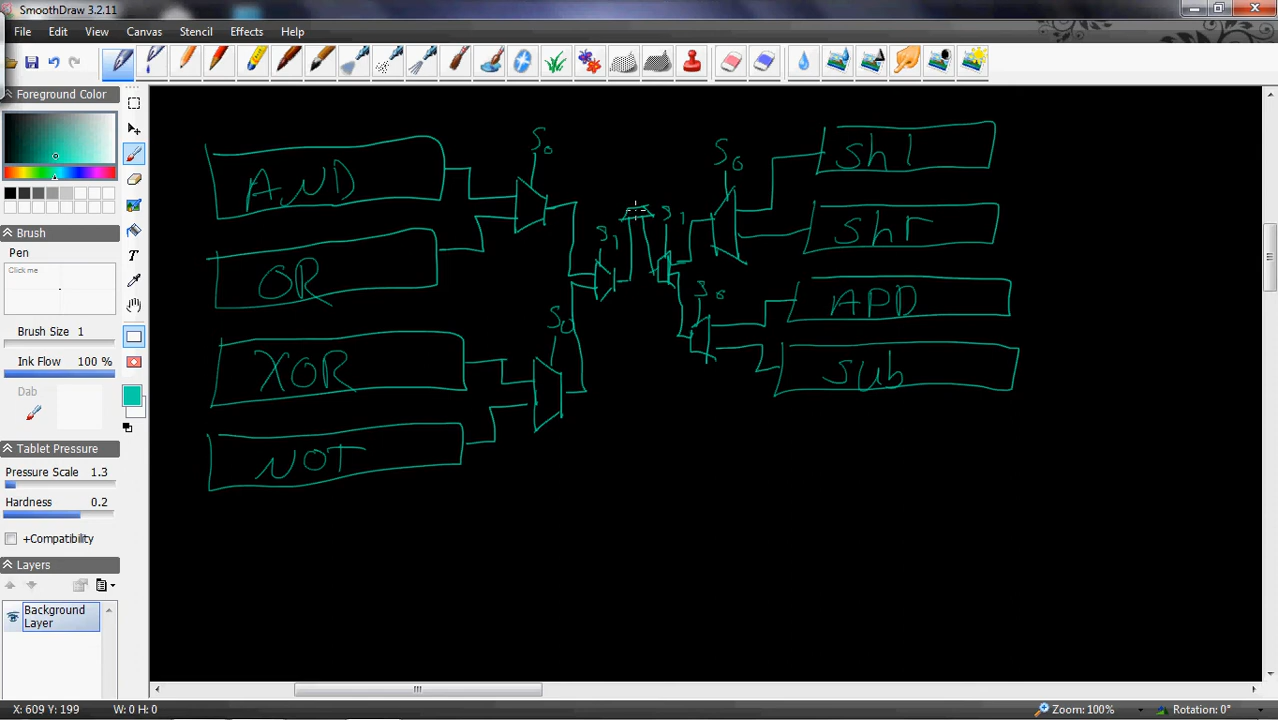 SmoothDraw 3.2.11
File Edit View Canvas Stencil Effects Help
Foreground Color
Brush
Pen
Click me
Brush Size 1
Ink Flow 100 %
Dab
Tablet Pressure
Pressure Scale 1.3
Hardness 0.2
+Compatibility
Layers
Background
Layer
AND
OR
XOR
NOT
S0
S0
S1
S1
S0
S0
Shl
Shr
ADD
Sub
X: 609 Y: 199 W: 0 H: 0 Zoom: 100% Rotation: 0°